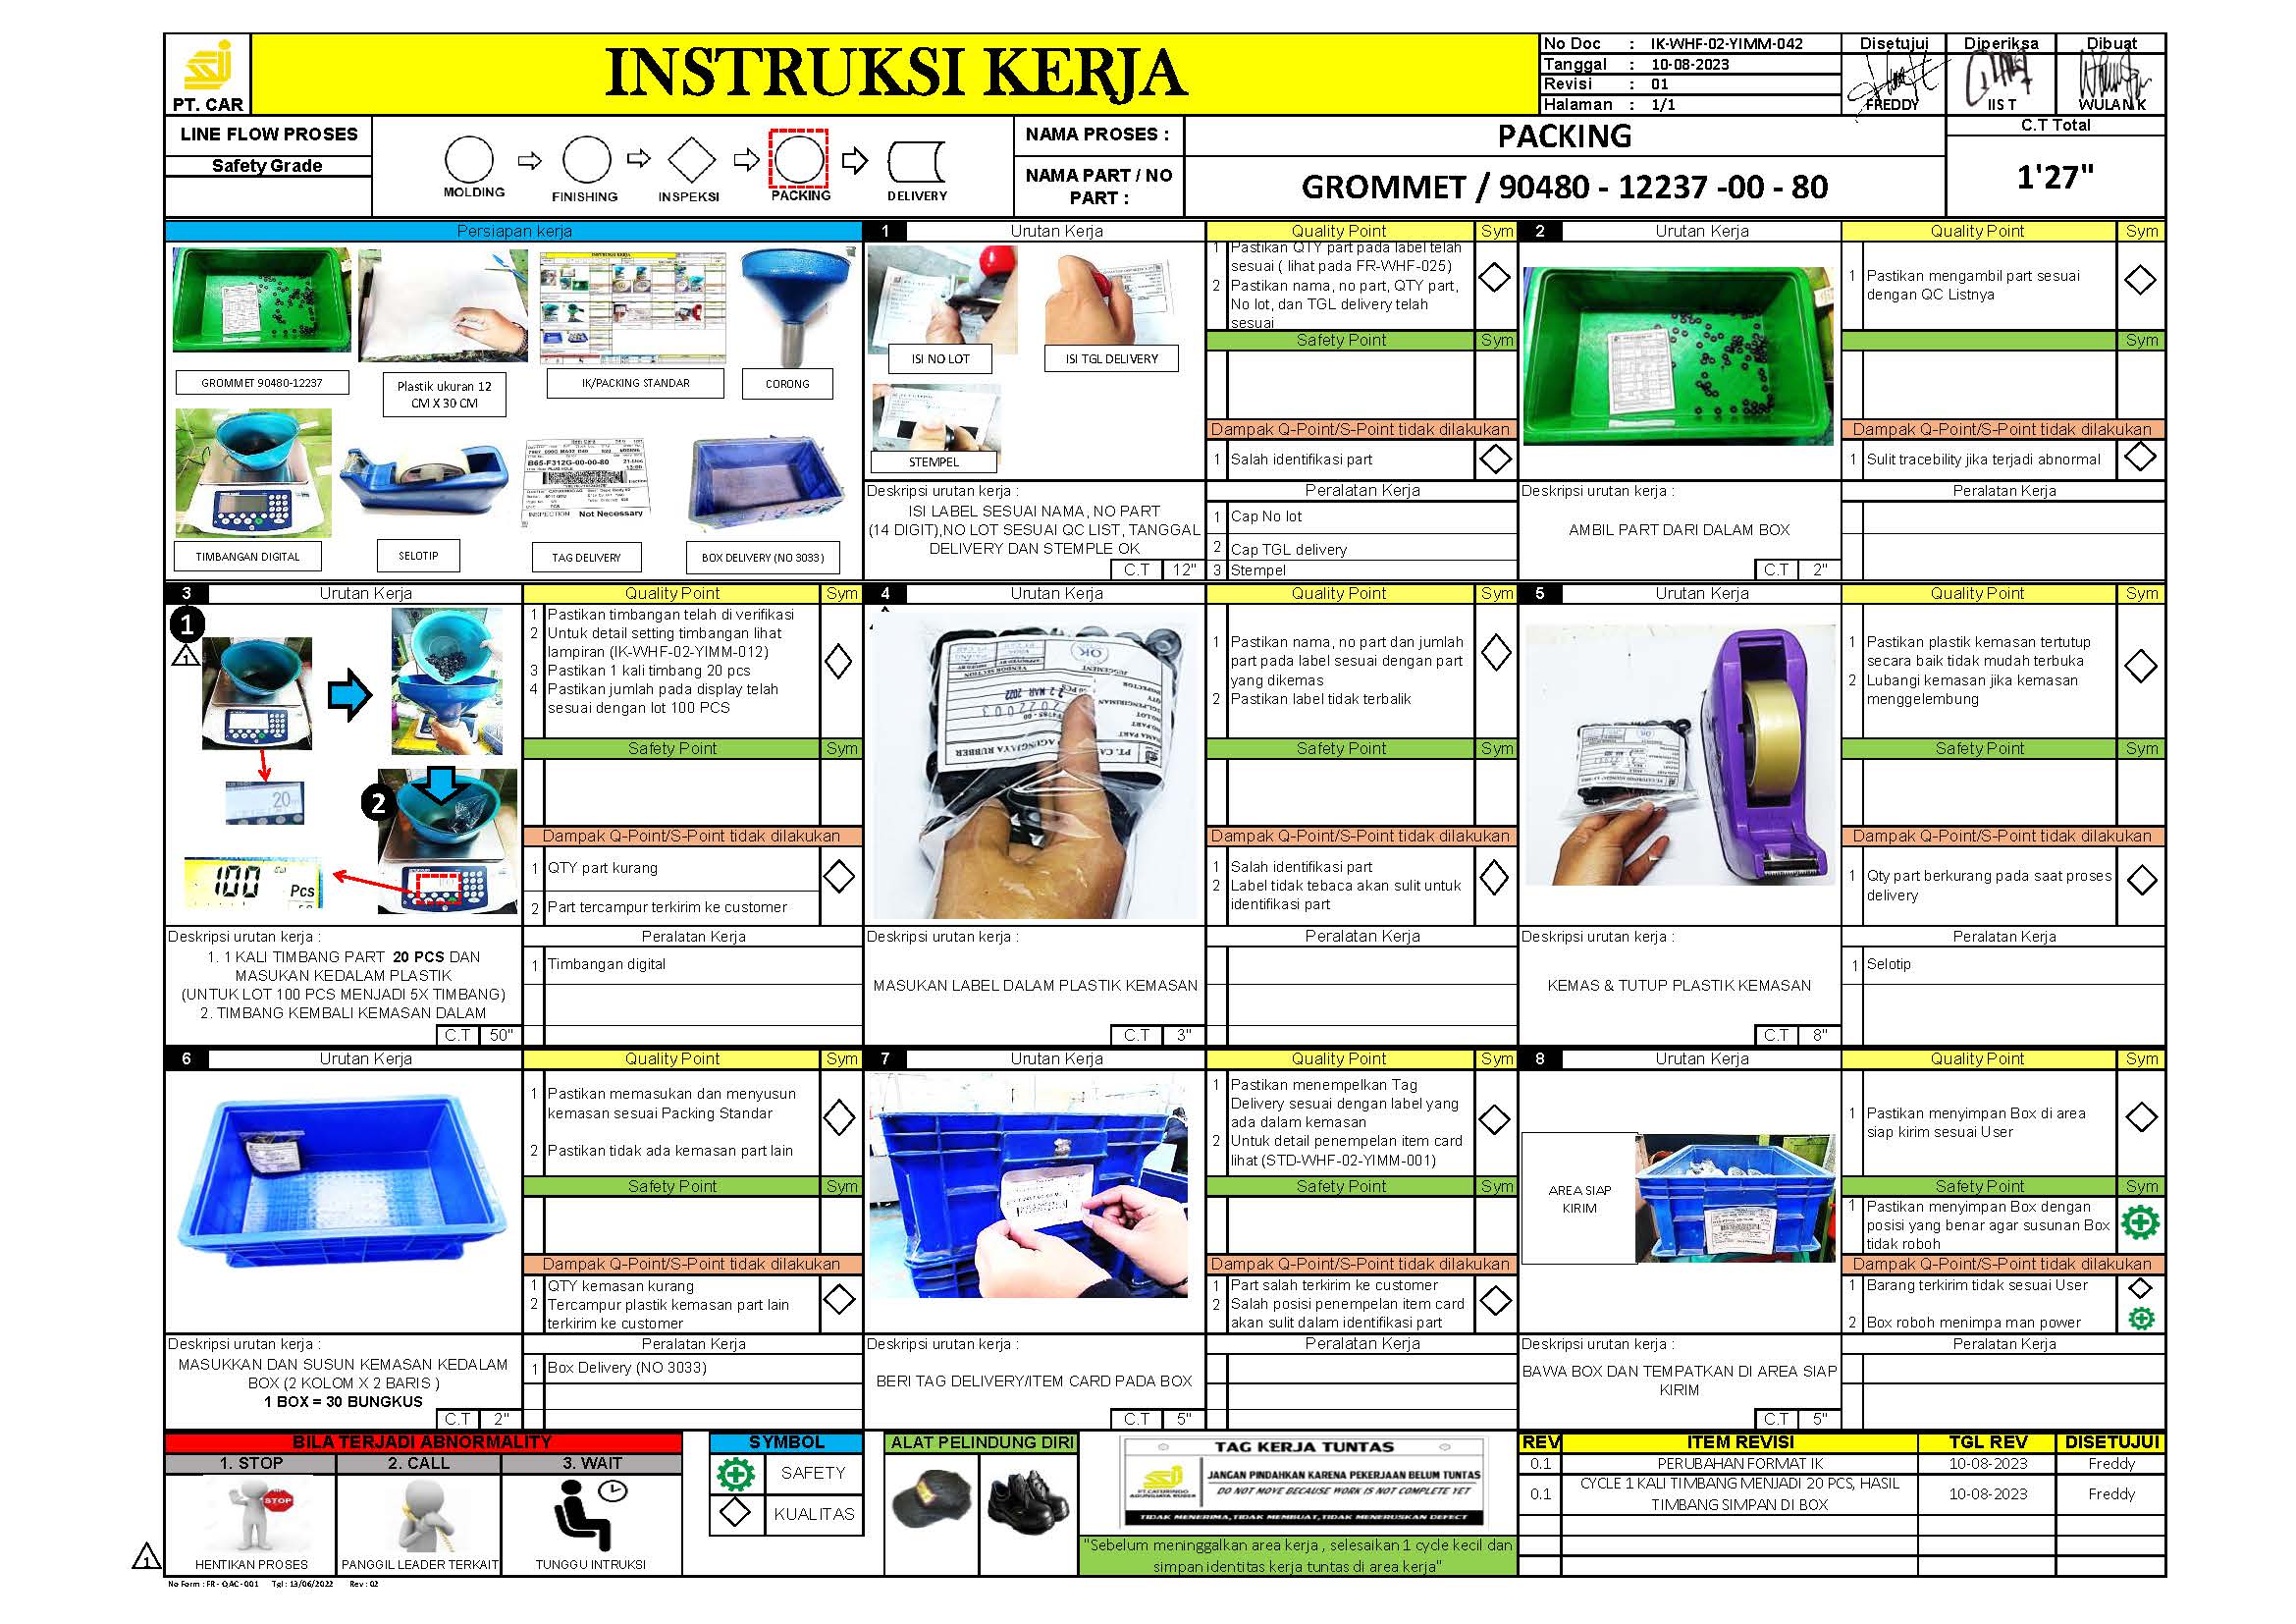 PT. CAR
INSTRUKSI KERJA
No Doc : IK-WHF-02-YIMM-042
Tanggal : 10-08-2023
Revisi : 01
Halaman : 1/1
Disetujui
Diperiksa
Dibuat
FREDDY
IIS T
WULAN K
LINE FLOW PROSES
Safety Grade
MOLDING
FINISHING
INSPEKSI
PACKING
DELIVERY
NAMA PROSES :
PACKING
NAMA PART / NO
PART :
GROMMET / 90480 - 12237 -00 - 80
C.T Total
1'27"
Persiapan kerja
GROMMET 90480-12237
Plastik ukuran 12
CM X 30 CM
IK/PACKING STANDAR
CORONG
TIMBANGAN DIGITAL
SELOTIP
B65-F312G-00-00-80
INSPECTION Not Necessary
TAG DELIVERY
BOX DELIVERY (NO 3033)
1
Urutan Kerja
ISI NO LOT
ISI TGL DELIVERY
STEMPEL
Quality Point
Sym
1 Pastikan QTY part pada label telah
sesuai ( lihat pada FR-WHF-025)
2 Pastikan nama, no part, QTY part,
No lot, dan TGL delivery telah
sesuai
Safety Point
Sym
Dampak Q-Point/S-Point tidak dilakukan
1 Salah identifikasi part
Deskripsi urutan kerja :
ISI LABEL SESUAI NAMA, NO PART
(14 DIGIT),NO LOT SESUAI QC LIST, TANGGAL
DELIVERY DAN STEMPLE OK
C.T 12"
Peralatan Kerja
1 Cap No lot
2 Cap TGL delivery
3 Stempel
2
Urutan Kerja
Quality Point
Sym
1 Pastikan mengambil part sesuai
dengan QC Listnya
Sym
Dampak Q-Point/S-Point tidak dilakukan
1 Sulit tracebility jika terjadi abnormal
Deskripsi urutan kerja :
AMBIL PART DARI DALAM BOX
C.T 2"
Peralatan Kerja
3
Urutan Kerja
1
1
20
2
100
Pcs
Quality Point
Sym
1 Pastikan timbangan telah di verifikasi
2 Untuk detail setting timbangan lihat
lampiran (IK-WHF-02-YIMM-012)
3 Pastikan 1 kali timbang 20 pcs
4 Pastikan jumlah pada display telah
sesuai dengan lot 100 PCS
Safety Point
Sym
Dampak Q-Point/S-Point tidak dilakukan
1 QTY part kurang
2 Part tercampur terkirim ke customer
Deskripsi urutan kerja :
1. 1 KALI TIMBANG PART 20 PCS DAN
MASUKAN KEDALAM PLASTIK
(UNTUK LOT 100 PCS MENJADI 5X TIMBANG)
2. TIMBANG KEMBALI KEMASAN DALAM
C.T 50"
Peralatan Kerja
1 Timbangan digital
4
Urutan Kerja
Quality Point
Sym
1 Pastikan nama, no part dan jumlah
part pada label sesuai dengan part
yang dikemas
2 Pastikan label tidak terbalik
Safety Point
Sym
Dampak Q-Point/S-Point tidak dilakukan
1 Salah identifikasi part
2 Label tidak tebaca akan sulit untuk
identifikasi part
Deskripsi urutan kerja :
MASUKAN LABEL DALAM PLASTIK KEMASAN
C.T 3"
Peralatan Kerja
5
Urutan Kerja
Quality Point
Sym
1 Pastikan plastik kemasan tertutup
secara baik tidak mudah terbuka
2 Lubangi kemasan jika kemasan
menggelembung
Safety Point
Sym
Dampak Q-Point/S-Point tidak dilakukan
1 Qty part berkurang pada saat proses
delivery
Deskripsi urutan kerja :
KEMAS & TUTUP PLASTIK KEMASAN
C.T 8"
Peralatan Kerja
1 Selotip
6
Urutan Kerja
Quality Point
Sym
1 Pastikan memasukan dan menyusun
kemasan sesuai Packing Standar
2 Pastikan tidak ada kemasan part lain
Safety Point
Sym
Dampak Q-Point/S-Point tidak dilakukan
1 QTY kemasan kurang
2 Tercampur plastik kemasan part lain
terkirim ke customer
Deskripsi urutan kerja :
MASUKKAN DAN SUSUN KEMASAN KEDALAM
BOX (2 KOLOM X 2 BARIS )
1 BOX = 30 BUNGKUS
C.T 2"
Peralatan Kerja
1 Box Delivery (NO 3033)
7
Urutan Kerja
Quality Point
Sym
1 Pastikan menempelkan Tag
Delivery sesuai dengan label yang
ada dalam kemasan
2 Untuk detail penempelan item card
lihat (STD-WHF-02-YIMM-001)
Safety Point
Sym
Dampak Q-Point/S-Point tidak dilakukan
1 Part salah terkirim ke customer
2 Salah posisi penempelan item card
akan sulit dalam identifikasi part
Deskripsi urutan kerja :
BERI TAG DELIVERY/ITEM CARD PADA BOX
C.T 5"
Peralatan Kerja
8
Urutan Kerja
AREA SIAP
KIRIM
Quality Point
Sym
1 Pastikan menyimpan Box di area
siap kirim sesuai User
Safety Point
Sym
1 Pastikan menyimpan Box dengan
posisi yang benar agar susunan Box
tidak roboh
Dampak Q-Point/S-Point tidak dilakukan
1 Barang terkirim tidak sesuai User
2 Box roboh menimpa man power
Deskripsi urutan kerja :
BAWA BOX DAN TEMPATKAN DI AREA SIAP
KIRIM
C.T 5"
Peralatan Kerja
BILA TERJADI ABNORMALITY
1. STOP
2. CALL
3. WAIT
STOP
HENTIKAN PROSES
PANGGIL LEADER TERKAIT
TUNGGU INTRUKSI
1
SYMBOL
SAFETY
KUALITAS
ALAT PELINDUNG DIRI
TAG KERJA TUNTAS
JANGAN PINDAHKAN KARENA PEKERJAAN BELUM TUNTAS
DO NOT MOVE BECAUSE WORK IS NOT COMPLETE YET
TIDAK MENERIMA, TIDAK MEMBUAT, TIDAK MENERUSKAN DEFECT
"Sebelum meninggalkan area kerja , selesaikan 1 cycle kecil dan
simpan identitas kerja tuntas di area kerja"
REV
ITEM REVISI
TGL REV
DISETUJUI
0.1 PERUBAHAN FORMAT IK 10-08-2023 Freddy
0.1 CYCLE 1 KALI TIMBANG MENJADI 20 PCS, HASIL
TIMBANG SIMPAN DI BOX 10-08-2023 Freddy
No Form : FR - QAC - 001 Tgl : 13/06/2022 Rev : 02